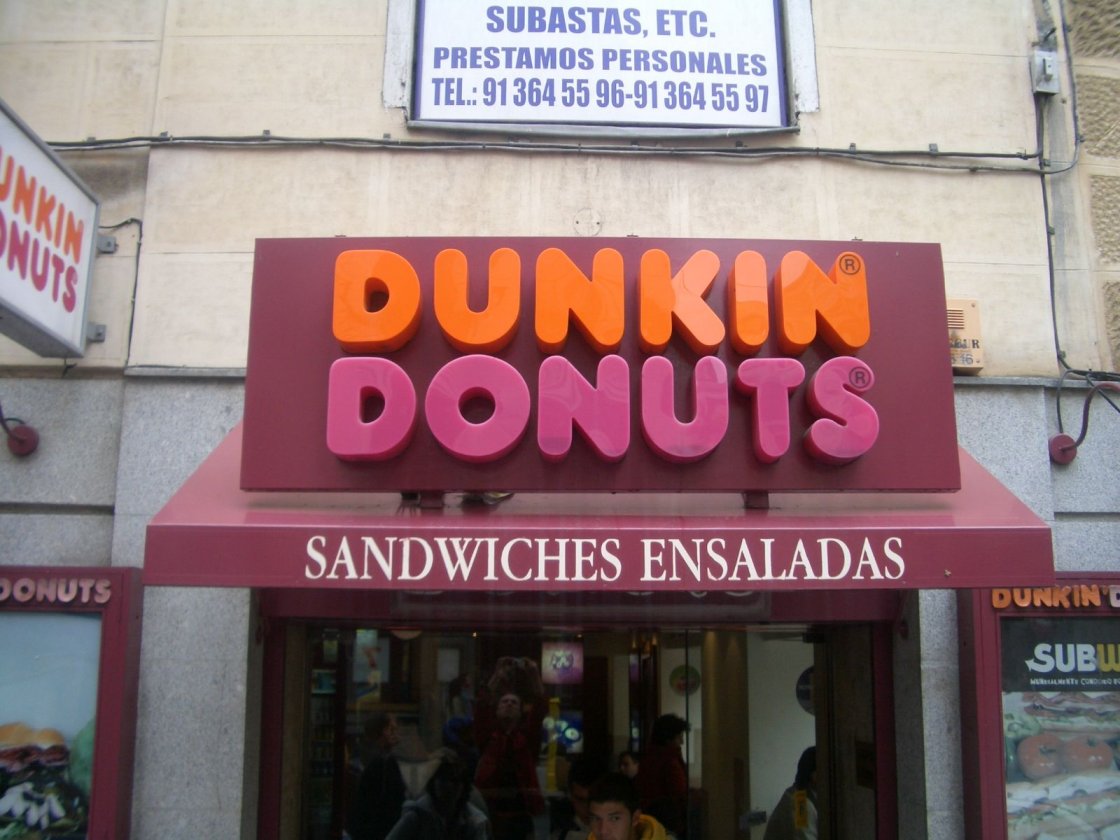 SUBASTAS, ETC.
PRESTAMOS PERSONALES
TEL.: 91 364 55 96-91 364 55 97
DUNKIN
DONUTS
DUNKIN®
DONUTS®
SANDWICHES ENSALADAS
DONUTS
DUNKIN'
SUBW